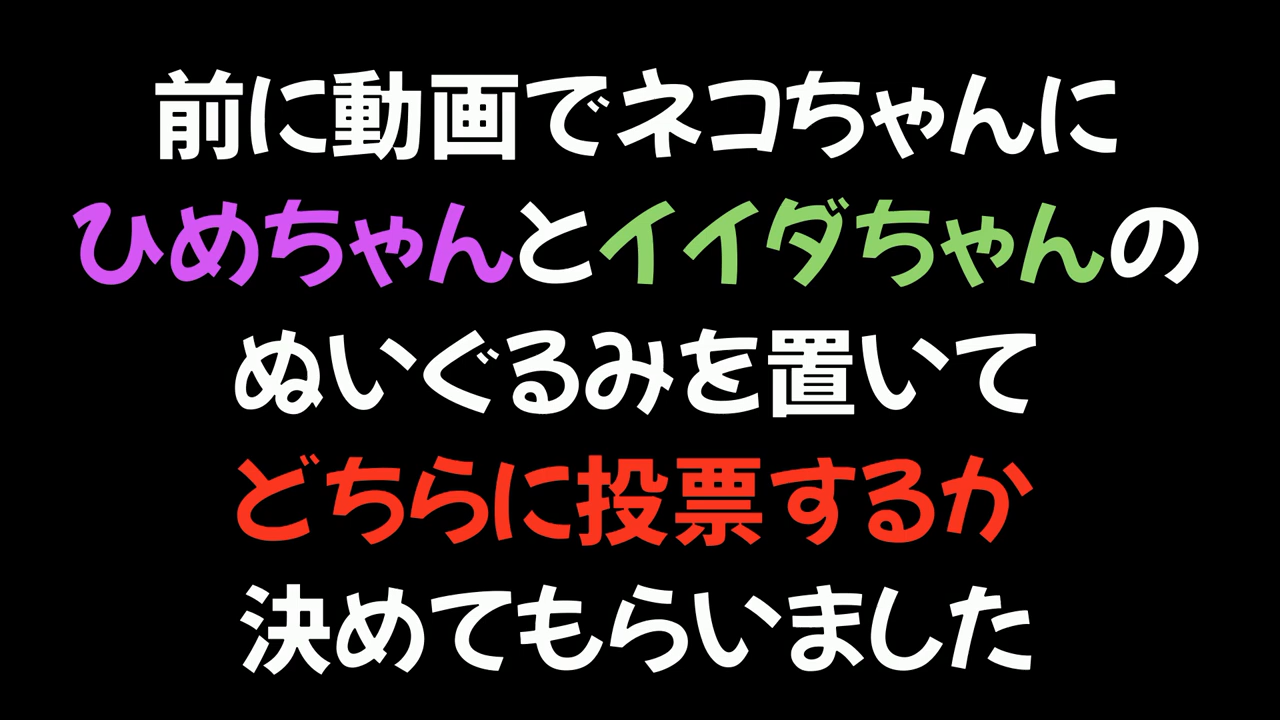 前に動画でネコちゃんに
ひめちゃんとイイダちゃんの
ぬいぐるみを置いて
どちらに投票するか
決めてもらいました